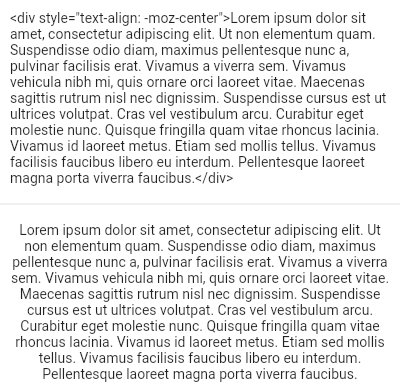 <div style="text-align: -moz-center">Lorem ipsum dolor sit
amet, consectetur adipiscing elit. Ut non elementum quam.
Suspendisse odio diam, maximus pellentesque nunc a,
pulvinar facilisis erat. Vivamus a viverra sem. Vivamus
vehicula nibh mi, quis ornare orci laoreet vitae. Maecenas
sagittis rutrum nisl nec dignissim. Suspendisse cursus est ut
ultrices volutpat. Cras vel vestibulum arcu. Curabitur eget
molestie nunc. Quisque fringilla quam vitae rhoncus lacinia.
Vivamus id laoreet metus. Etiam sed mollis tellus. Vivamus
facilisis faucibus libero eu interdum. Pellentesque laoreet
magna porta viverra faucibus.</div>
Lorem ipsum dolor sit amet, consectetur adipiscing elit. Ut
non elementum quam. Suspendisse odio diam, maximus
pellentesque nunc a, pulvinar facilisis erat. Vivamus a viverra
sem. Vivamus vehicula nibh mi, quis ornare orci laoreet vitae.
Maecenas sagittis rutrum nisl nec dignissim. Suspendisse
cursus est ut ultrices volutpat. Cras vel vestibulum arcu.
Curabitur eget molestie nunc. Quisque fringilla quam vitae
rhoncus lacinia. Vivamus id laoreet metus. Etiam sed mollis
tellus. Vivamus facilisis faucibus libero eu interdum.
Pellentesque laoreet magna porta viverra faucibus.